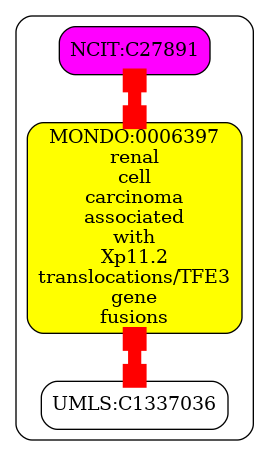 NCIT:C27891
MONDO:0006397
renal
cell
carcinoma
associated
with
Xp11.2
translocations/TFE3
gene
fusions
UMLS:C1337036